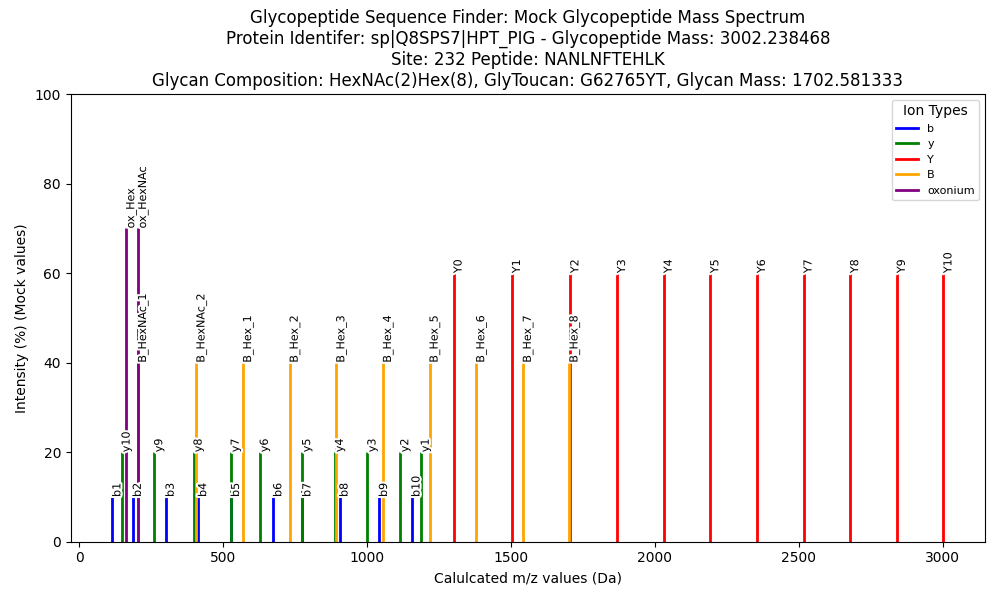 Glycopeptide Sequence Finder: Mock Glycopeptide Mass Spectrum
Protein Identifer: sp|Q8SPS7|HPT_PIG - Glycopeptide Mass: 3002.238468
Site: 232 Peptide: NANLNFTEHLK
Glycan Composition: HexNAc(2)Hex(8), GlyToucan: G62765YT, Glycan Mass: 1702.581333
Intensity (%) (Mock values)
100
80
60
40
20
0
Ion Types
b
y
Y
B
oxonium
ox_Hex
ox_HexNAc
Y0
Y1
Y2
Y3
Y4
Y5
Y6
Y7
Y8
Y9
Y10
B_HexNAc_1
B_HexNAc_2
B_Hex_1
B_Hex_2
B_Hex_3
B_Hex_4
B_Hex_5
B_Hex_6
B_Hex_7
B_Hex_8
y10
y9
y8
y7
y6
y5
y4
y3
y2
y1
b1
b2
b3
b4
b5
b6
b7
b8
b9
b10
0
500
1000
1500
2000
2500
3000
Calulcated m/z values (Da)